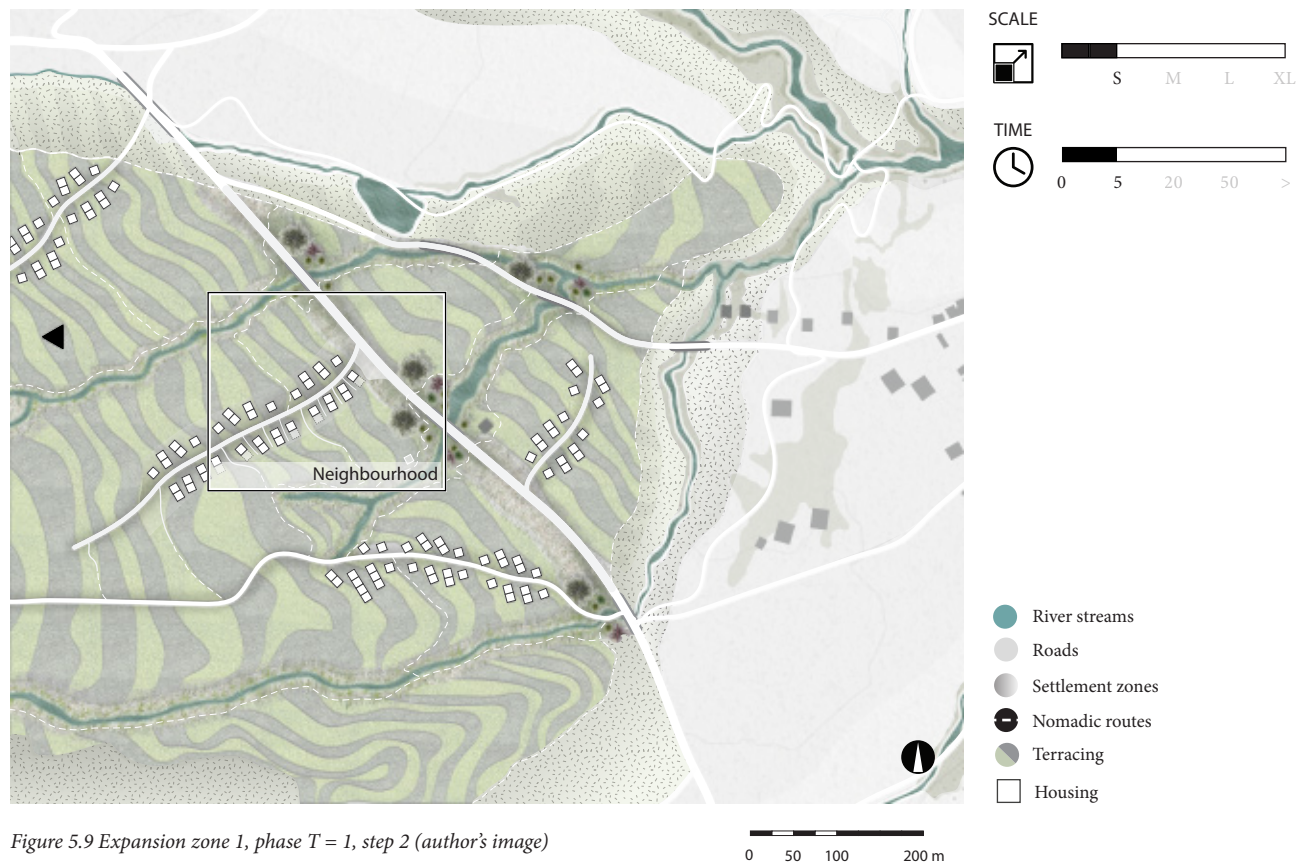 SCALE
S M L XL
TIME
0 5 20 50 >
Neighbourhood
River streams
Roads
Settlement zones
Nomadic routes
Terracing
Housing
Figure 5.9 Expansion zone 1, phase T = 1, step 2 (author's image)
0 50 100 200 m